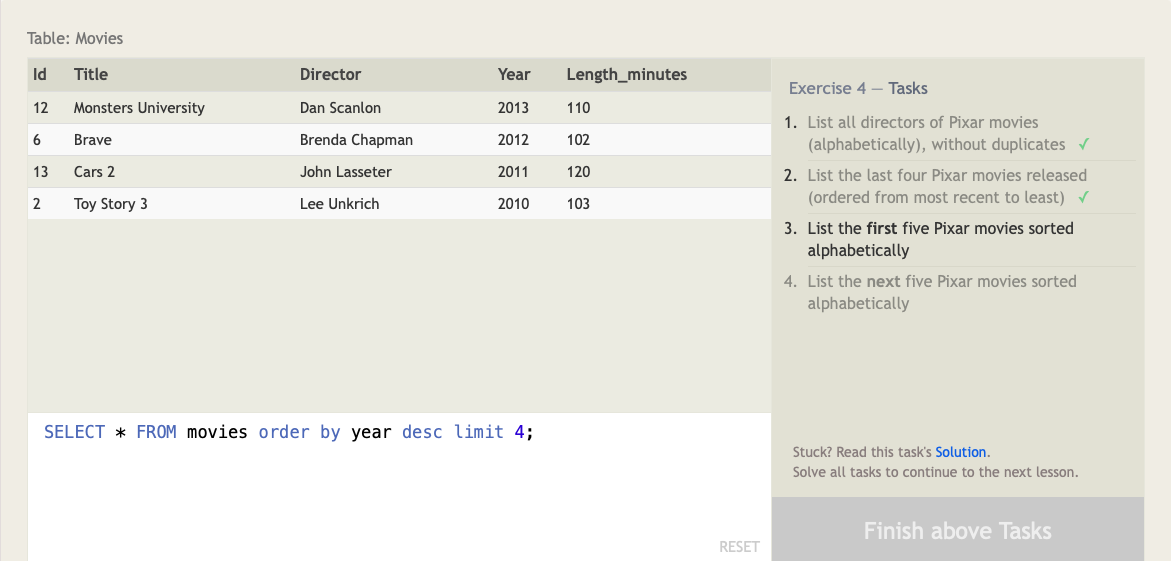 Table: Movies
Id Title Director Year Length_minutes
12 Monsters University Dan Scanlon 2013 110
6 Brave Brenda Chapman 2012 102
13 Cars 2 John Lasseter 2011 120
2 Toy Story 3 Lee Unkrich 2010 103
SELECT * FROM movies order by year desc limit 4;
RESET
Exercise 4 — Tasks
1. List all directors of Pixar movies
(alphabetically), without duplicates ✓
2. List the last four Pixar movies released
(ordered from most recent to least) ✓
3. List the first five Pixar movies sorted
alphabetically
4. List the next five Pixar movies sorted
alphabetically
Stuck? Read this task's Solution.
Solve all tasks to continue to the next lesson.
Finish above Tasks